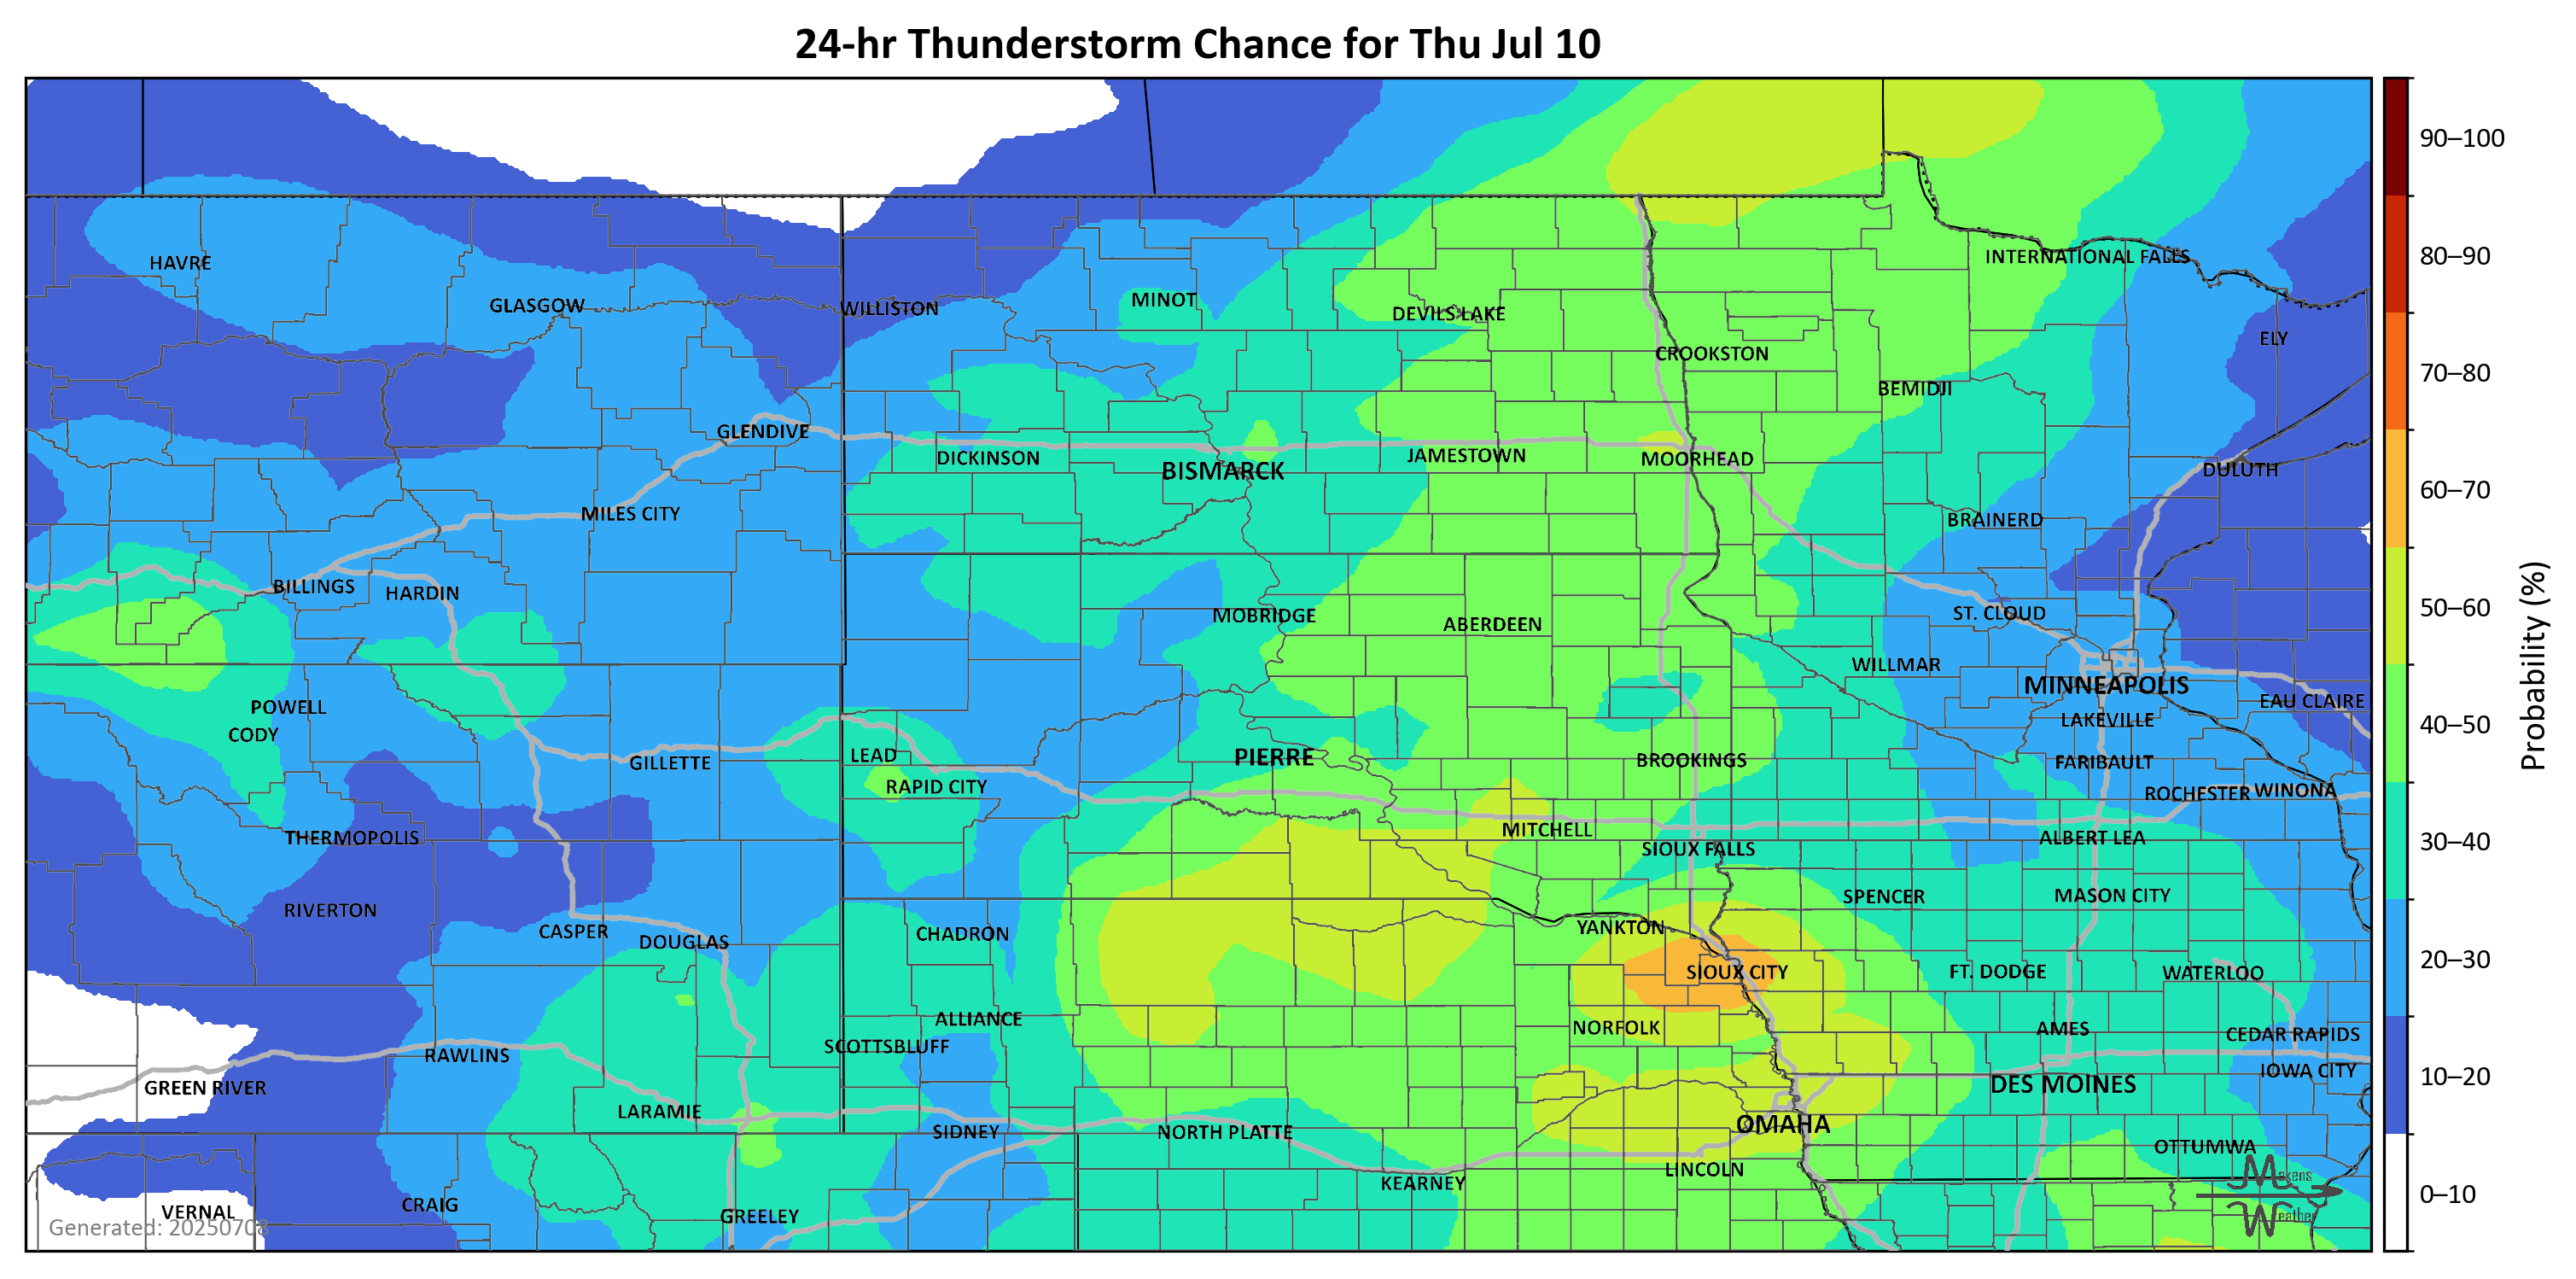 24-hr Thunderstorm Chance for Thu Jul 10
90–100
80–90
70–80
60–70
50–60
40–50
30–40
20–30
10–20
0–10
Probability (%)
HAVRE
GLASGOW
WILLISTON
MINOT
DEVILS LAKE
INTERNATIONAL FALLS
CROOKSTON
ELY
BEMIDJI
GLENDIVE
DICKINSON
BISMARCK
JAMESTOWN
MOORHEAD
DULUTH
MILES CITY
BRAINERD
BILLINGS
HARDIN
MOBRIDGE
ABERDEEN
ST. CLOUD
WILLMAR
MINNEAPOLIS
POWELL
EAU CLAIRE
CODY
LAKEVILLE
GILLETTE
LEAD
PIERRE
BROOKINGS
FARIBAULT
RAPID CITY
ROCHESTER
WINONA
THERMOPOLIS
MITCHELL
ALBERT LEA
SIOUX FALLS
RIVERTON
SPENCER
MASON CITY
CASPER
DOUGLAS
CHADRON
YANKTON
SIOUX CITY
FT. DODGE
WATERLOO
ALLIANCE
NORFOLK
AMES
CEDAR RAPIDS
RAWLINS
SCOTTSBLUFF
GREEN RIVER
DES MOINES
IOWA CITY
LARAMIE
SIDNEY
NORTH PLATTE
OMAHA
OTTUMWA
LINCOLN
KEARNEY
VERNAL
CRAIG
GREELEY
Makens
Weather
Generated: 20250708